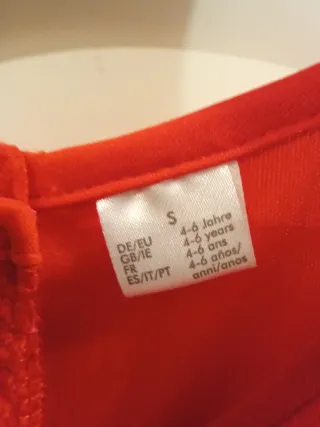 S
DE/EU 4-6 Jahre
GB/IE 4-6 years
FR 4-6 ans
ES/IT/PT 4-6 años/
anni/anos